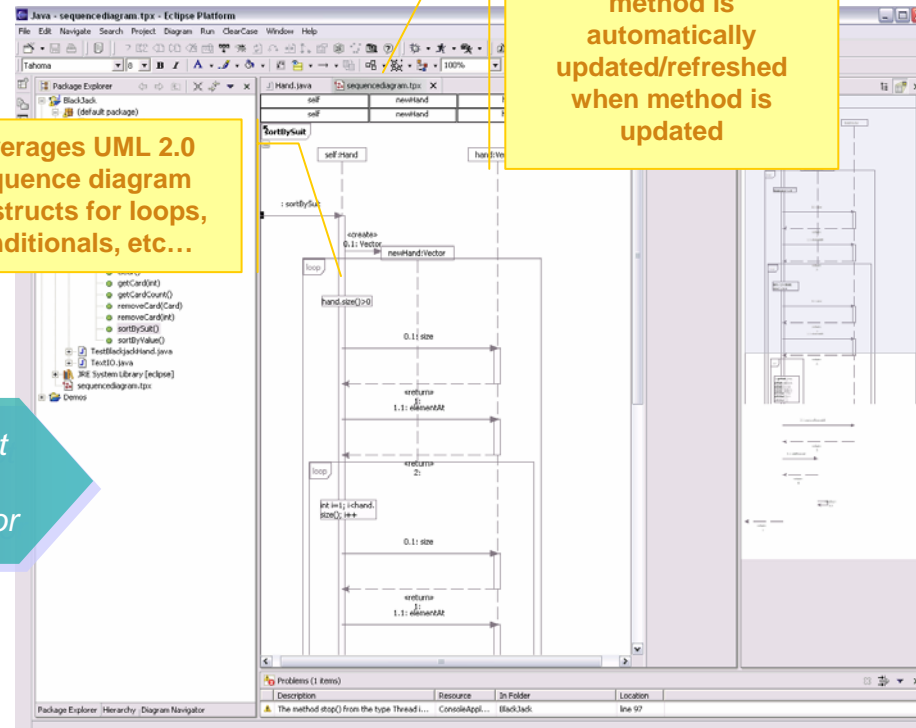 Java - sequencediagram.tpx - Eclipse Platform
File Edit Navigate Search Project Diagram Run ClearCase Window Help
Tahoma 8 B I A 100%
Package Explorer
Hand.java sequencediagram.tpx
BlackJack
(default package)
self newHand
self newHand
method is
automatically
updated/refreshed
when method is
updated
erages UML 2.0
quence diagram
structs for loops,
ditionals, etc…
getCard(int)
getCardCount()
removeCard(Card)
removeCard(int)
sortBySuit()
sortByValue()
TestBlackjackHand.java
TextIO.java
JRE System Library [eclipse]
sequencediagram.tpx
Demos
t
or
sortBySuit
self:Hand
hand:Ve
: sortBySuit
«create»
0.1: Vector
newHand:Vector
loop
hand.size()>0
0.1: size
«return»
1:
1.1: elementAt
«return»
2:
loop
int i=1; i<hand.
size(); i++
0.1: size
«return»
1:
1.1: elementAt
Problems (1 items)
Description Resource In Folder Location
The method stop() from the type Thread i... ConsoleAppl... BlackJack line 97
Package Explorer Hierarchy Diagram Navigator